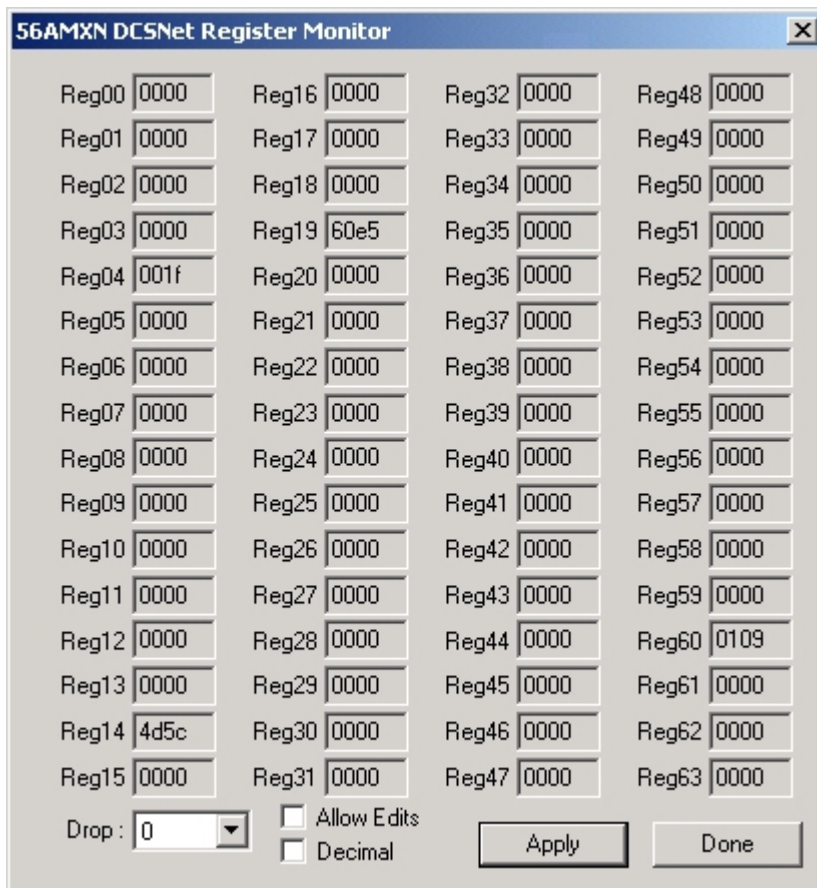 56AMXN DCSNet Register Monitor
Reg00 0000 Reg16 0000 Reg32 0000 Reg48 0000
Reg01 0000 Reg17 0000 Reg33 0000 Reg49 0000
Reg02 0000 Reg18 0000 Reg34 0000 Reg50 0000
Reg03 0000 Reg19 60e5 Reg35 0000 Reg51 0000
Reg04 001f Reg20 0000 Reg36 0000 Reg52 0000
Reg05 0000 Reg21 0000 Reg37 0000 Reg53 0000
Reg06 0000 Reg22 0000 Reg38 0000 Reg54 0000
Reg07 0000 Reg23 0000 Reg39 0000 Reg55 0000
Reg08 0000 Reg24 0000 Reg40 0000 Reg56 0000
Reg09 0000 Reg25 0000 Reg41 0000 Reg57 0000
Reg10 0000 Reg26 0000 Reg42 0000 Reg58 0000
Reg11 0000 Reg27 0000 Reg43 0000 Reg59 0000
Reg12 0000 Reg28 0000 Reg44 0000 Reg60 0109
Reg13 0000 Reg29 0000 Reg45 0000 Reg61 0000
Reg14 4d5c Reg30 0000 Reg46 0000 Reg62 0000
Reg15 0000 Reg31 0000 Reg47 0000 Reg63 0000
Drop : 0 Allow Edits
Decimal Apply Done